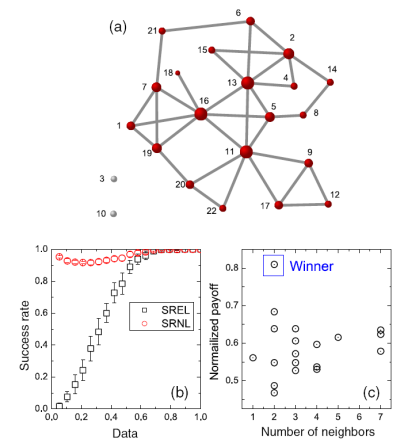 (a)
6
21
2
15
13
14
7
18
4
16
5
8
1
11
19
9
3
20
10
22
17
12
1.0
0.8
0.6
0.4
0.2
0.0
Success rate
SREL
SRNL
(b)
0.0 0.2 0.4 0.6 0.8 1.0
Data
Normailzed payoff
0.8
0.7
0.6
0.5
Winner
(c)
1 2 3 4 5 6 7
Number of neighbors